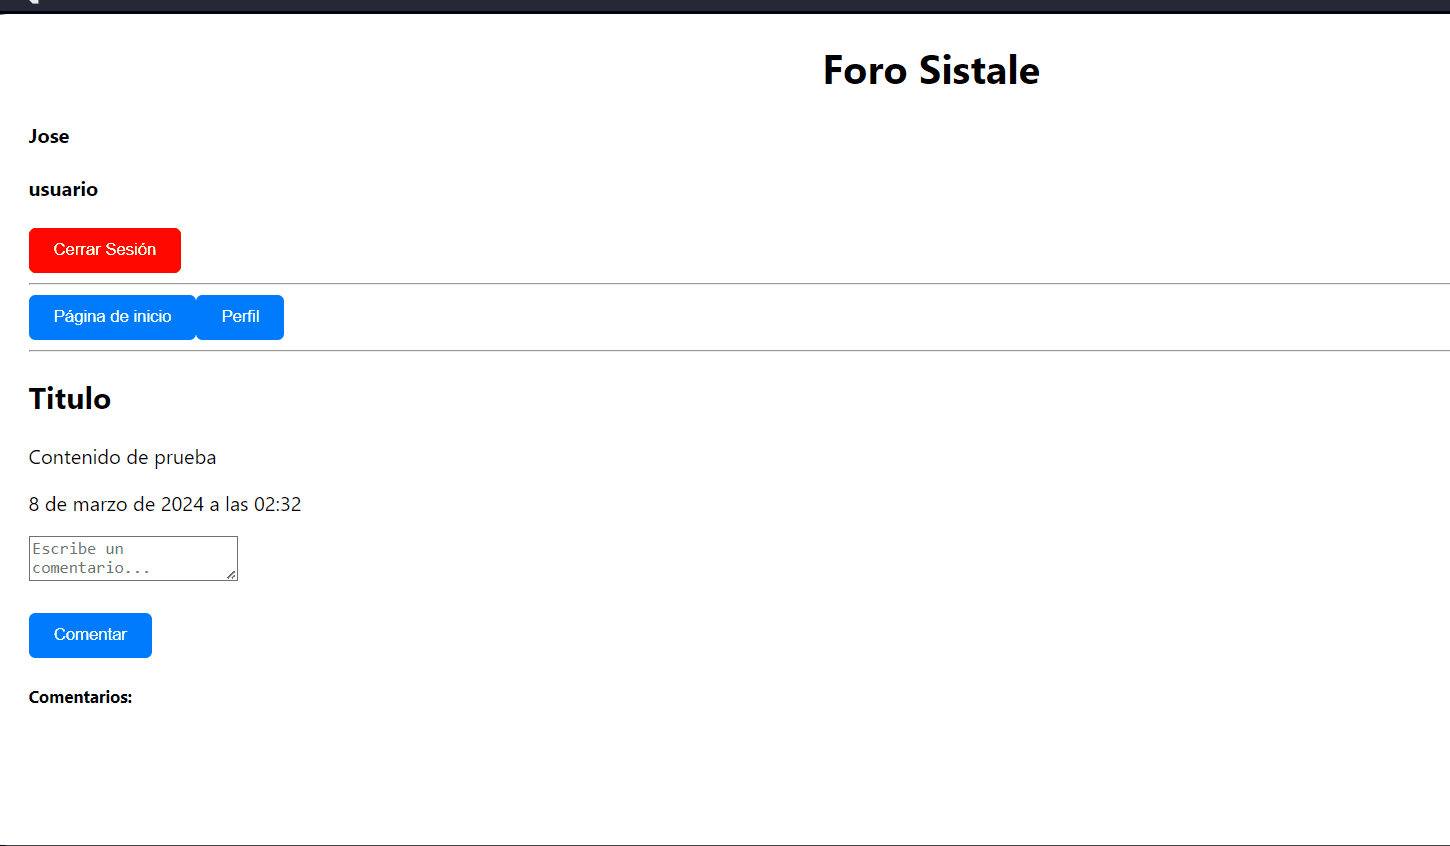 Foro Sistale
Jose
usuario
Cerrar Sesión
Página de inicio Perfil
Titulo
Contenido de prueba
8 de marzo de 2024 a las 02:32
Escribe un
comentario...
Comentar
Comentarios: